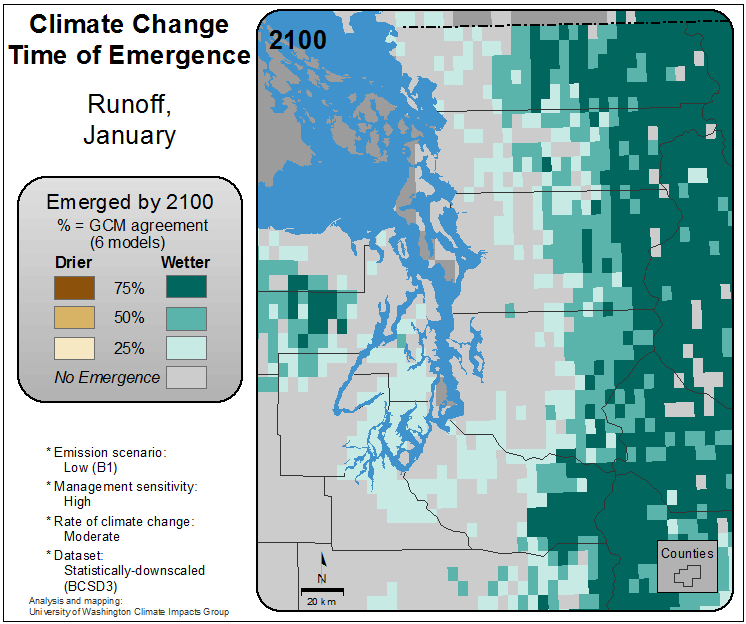 Climate Change
Time of Emergence
Runoff,
January
Emerged by 2100
% = GCM agreement
(6 models)
Drier Wetter
75%
50%
25%
No Emergence
* Emission scenario:
Low (B1)
* Management sensitivity:
High
* Rate of climate change:
Moderate
* Dataset:
Statistically-downscaled
(BCSD3)
Analysis and mapping:
University of Washington Climate Impacts Group
2100
N
20 km
Counties